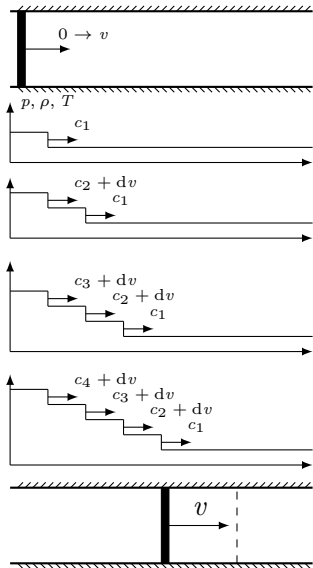 0 → v
p, ρ, T
c₁
c₂ + dv
c₁
c₃ + dv
c₂ + dv
c₁
c₄ + dv
c₃ + dv
c₂ + dv
c₁
v